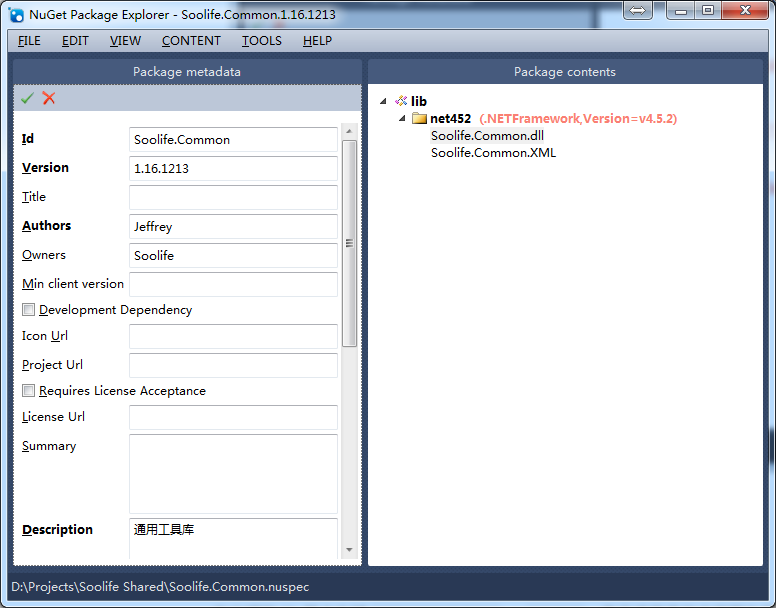 NuGet Package Explorer - Soolife.Common.1.16.1213
FILE EDIT VIEW CONTENT TOOLS HELP
Package metadata
Id Soolife.Common
Version 1.16.1213
Title
Authors Jeffrey
Owners Soolife
Min client version
Development Dependency
Icon Url
Project Url
Requires License Acceptance
License Url
Summary
Description 通用工具库
Package contents
lib
net452 (.NETFramework,Version=v4.5.2)
Soolife.Common.dll
Soolife.Common.XML
D:\Projects\Soolife Shared\Soolife.Common.nuspec